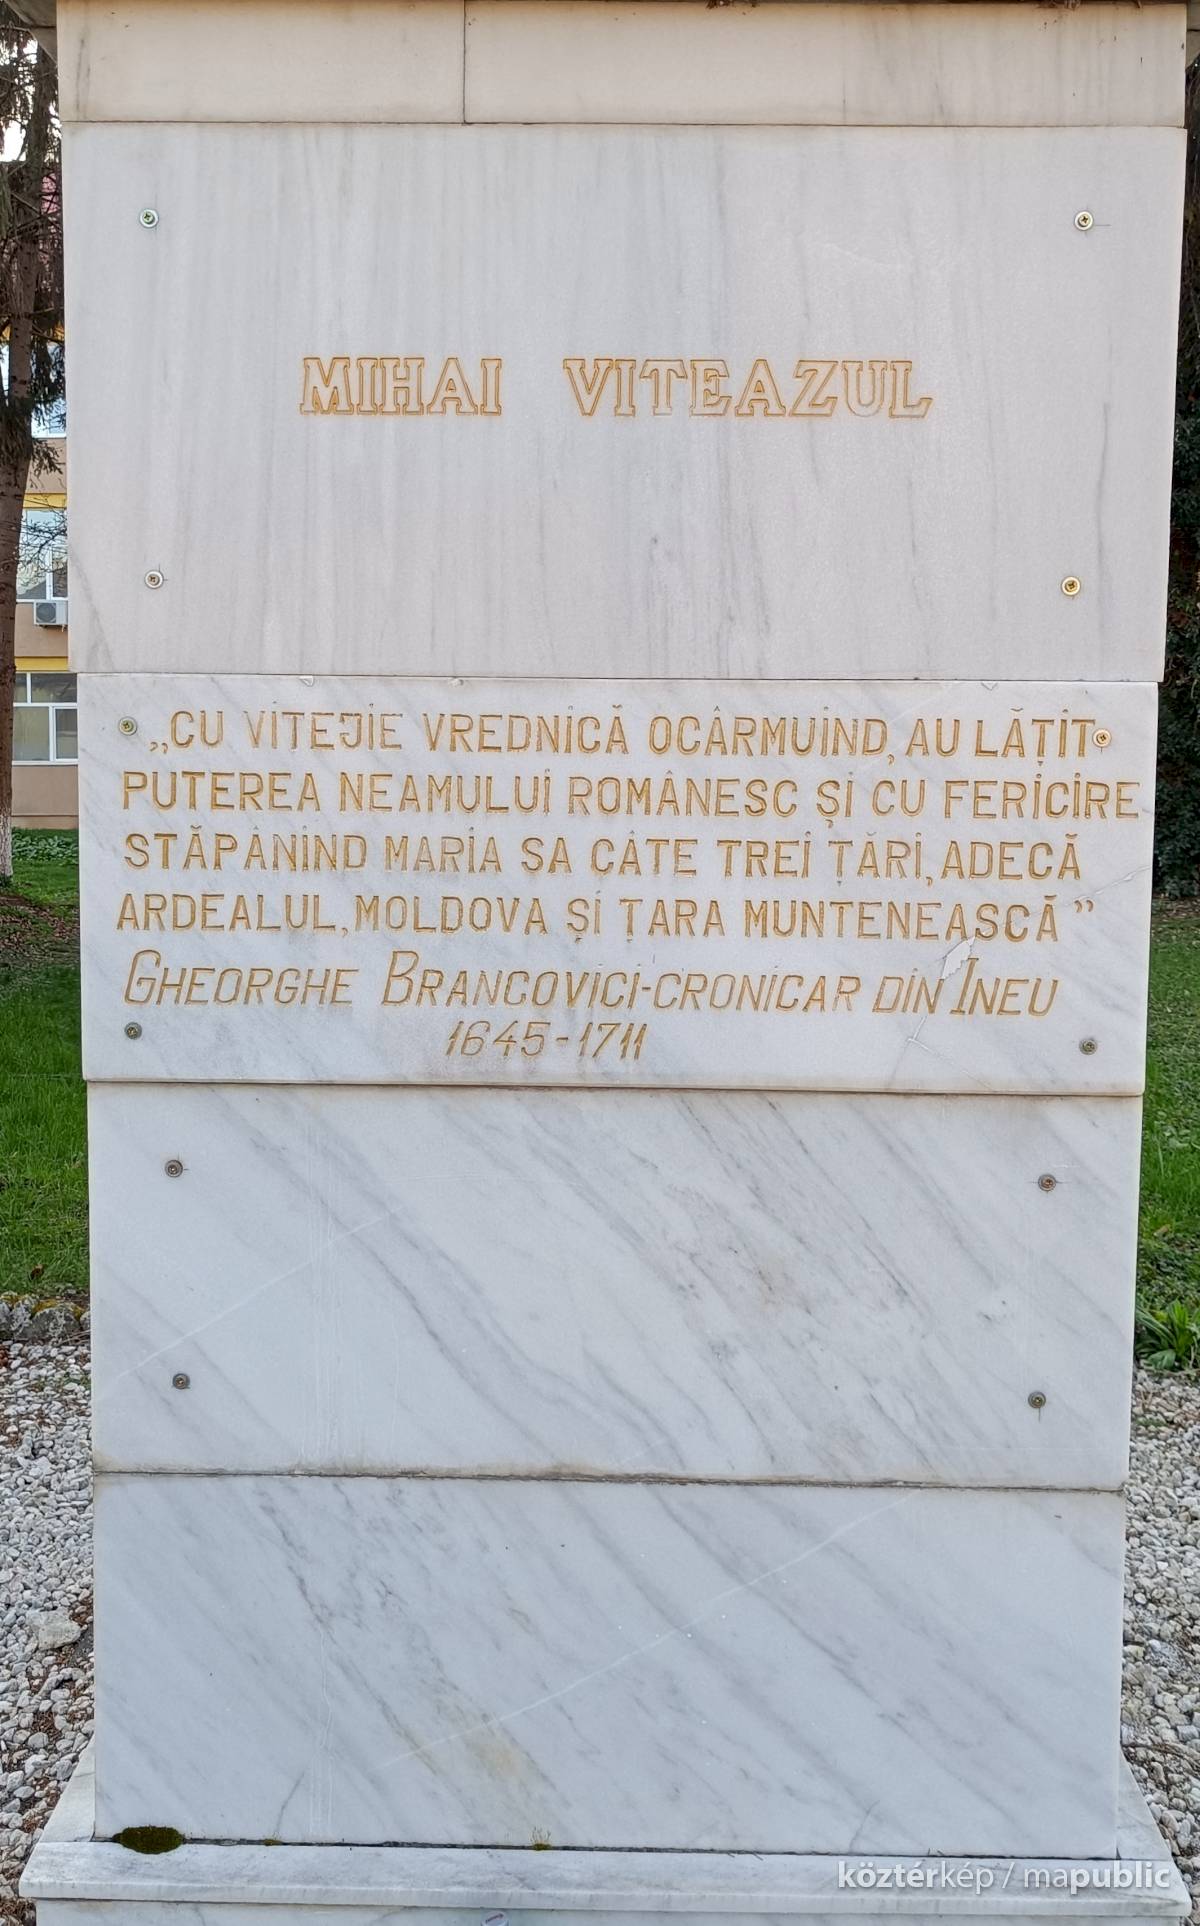 MIHAI VITEAZUL
„CU VITEJIE VREDNICĂ OCÂRMUIND, AU LĂȚIT
PUTEREA NEAMULUI ROMÂNESC ȘI CU FERICIRE
STĂPÂNIND MARIA SA CÂTE TREI ȚĂRI, ADECĂ
ARDEALUL, MOLDOVA ȘI ȚARA MUNTENEASCĂ”
GHEORGHE BRANCOVICI-CRONICAR DIN INEU
1645-1711
köztérkép / mapublic